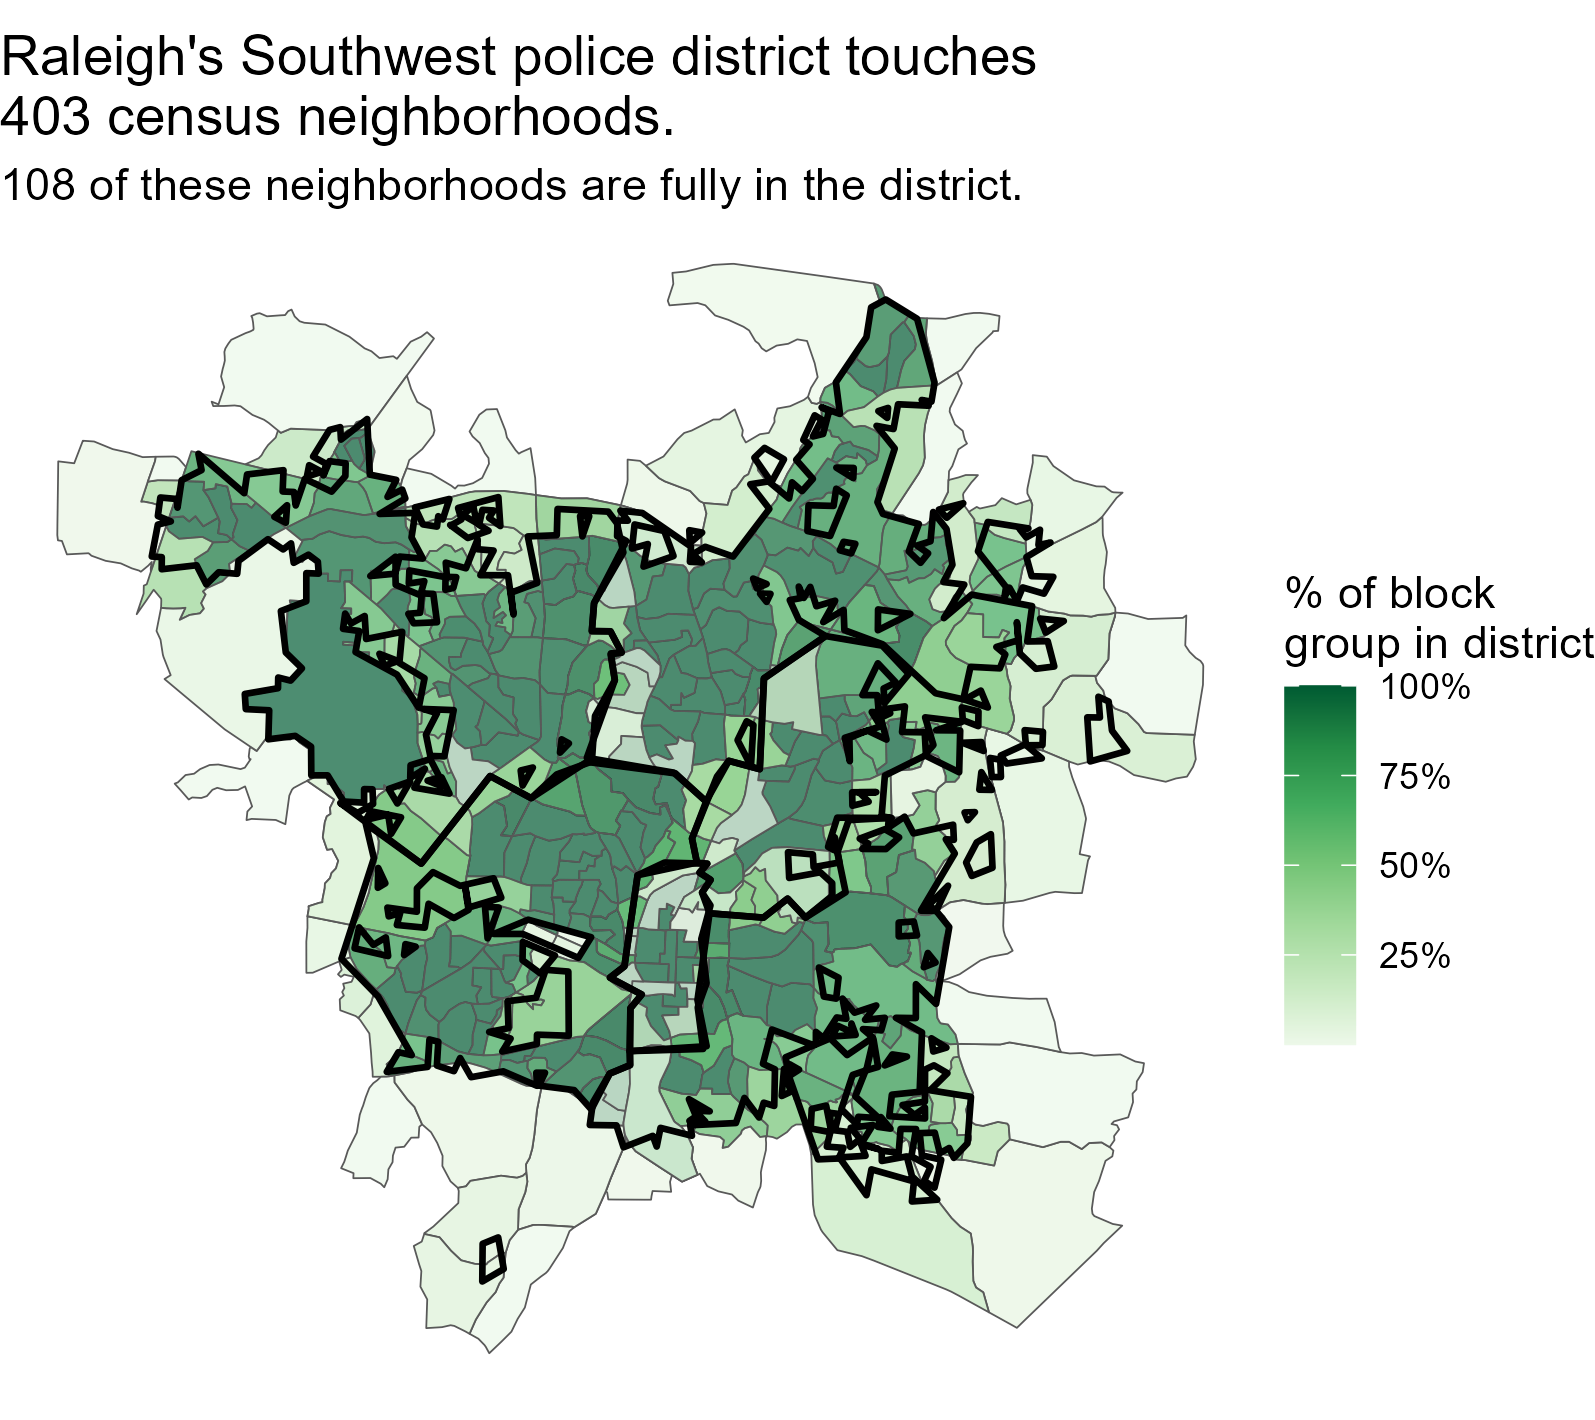 Raleigh's Southwest police district touches
403 census neighborhoods.
108 of these neighborhoods are fully in the district.
% of block
group in district
100%
75%
50%
25%